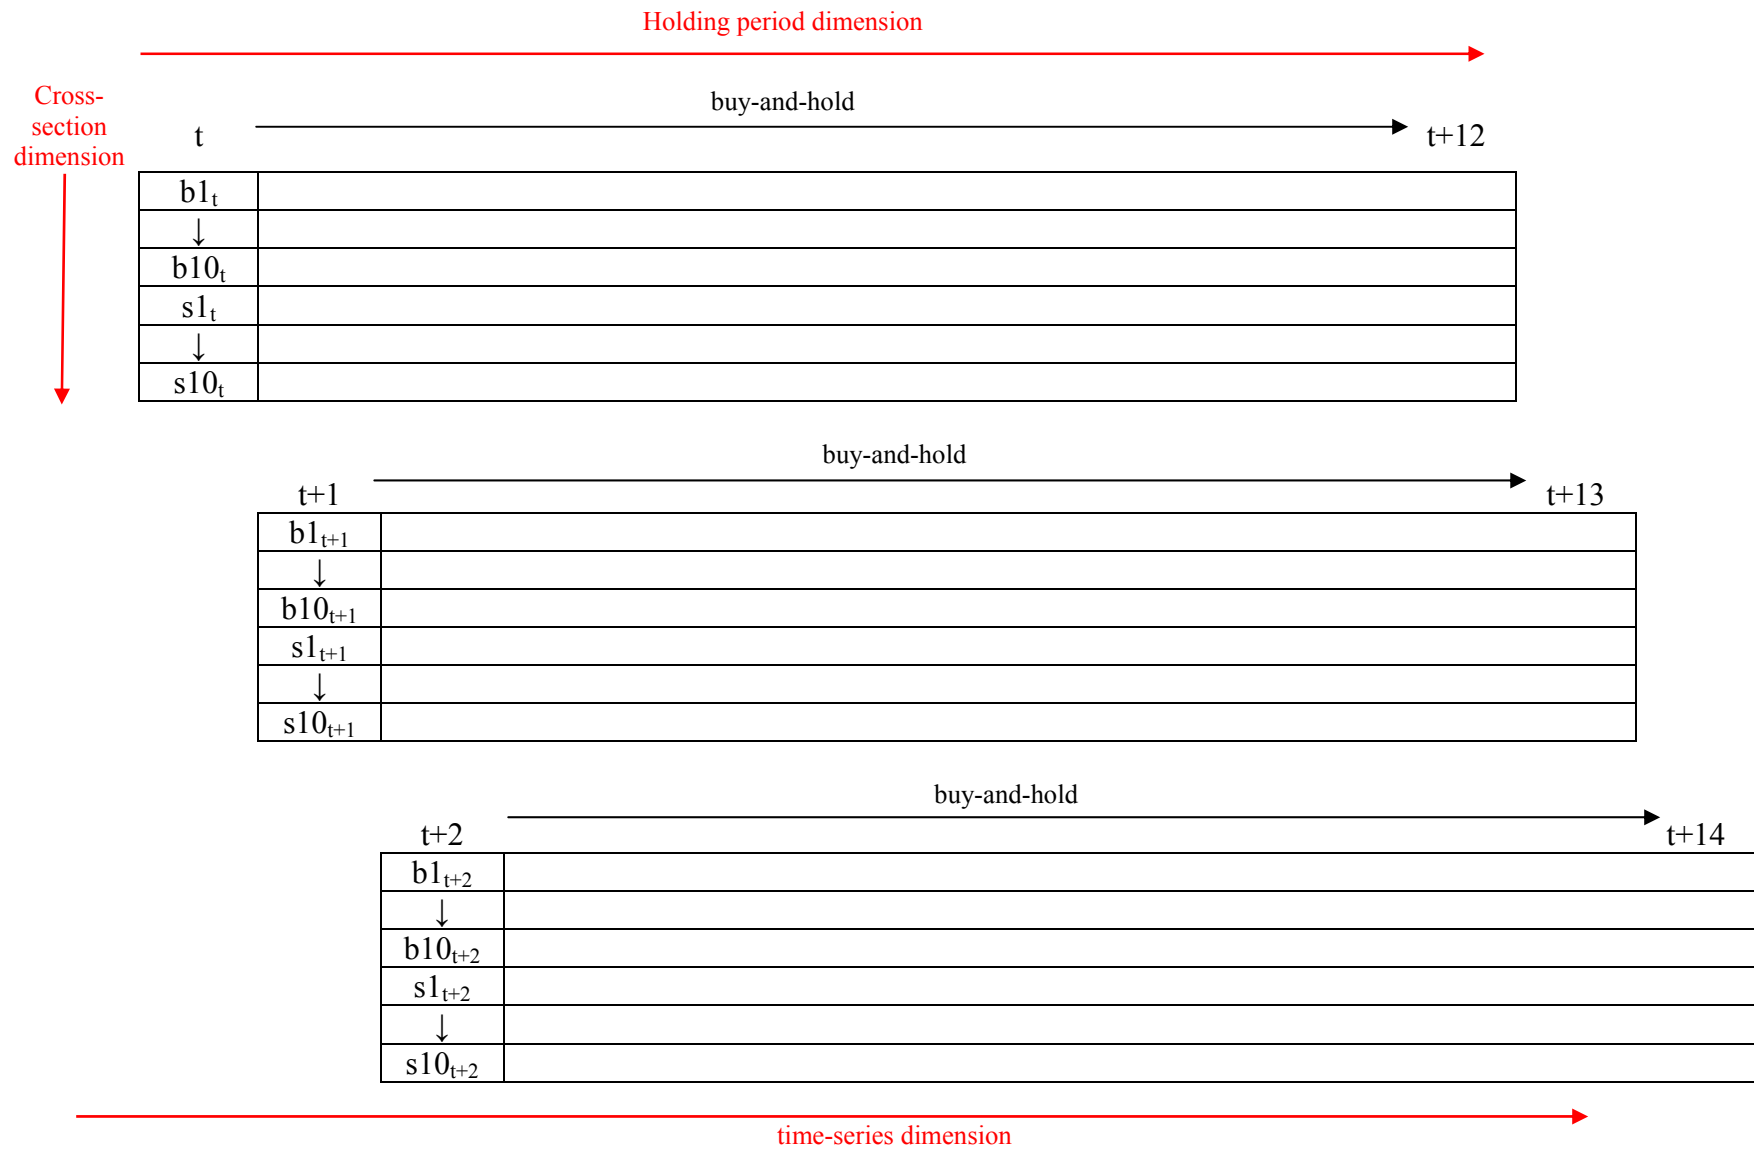 Holding period dimension
Cross-
section
dimension
buy-and-hold
t
t+12
b1t
↓
b10t
s1t
↓
s10t
buy-and-hold
t+1
t+13
b1t+1
↓
b10t+1
s1t+1
↓
s10t+1
buy-and-hold
t+2
t+14
b1t+2
↓
b10t+2
s1t+2
↓
s10t+2
time-series dimension